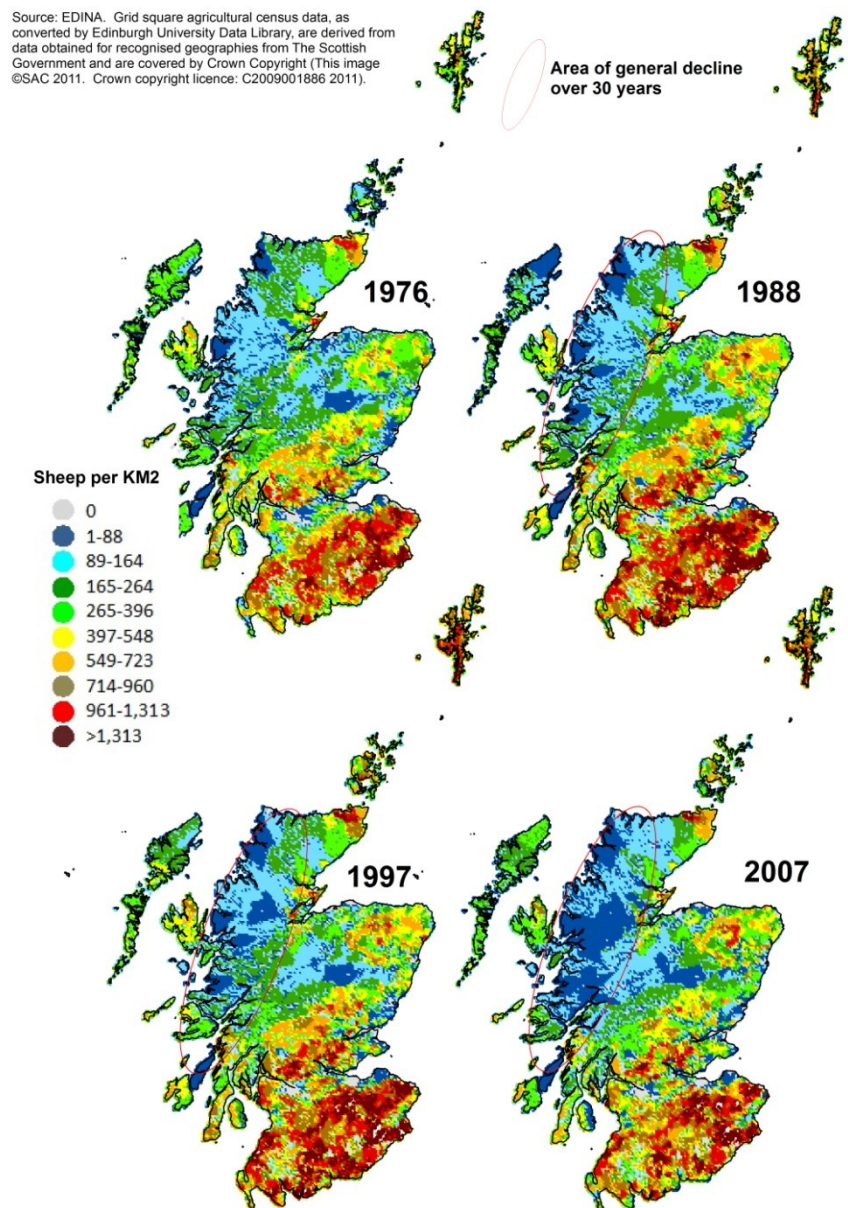 Source: EDINA. Grid square agricultural census data, as
converted by Edinburgh University Data Library, are derived from
data obtained for recognised geographies from The Scottish
Government and are covered by Crown Copyright (This image
©SAC 2011. Crown copyright licence: C2009001886 2011).
Area of general decline
over 30 years
1976
1988
Sheep per KM2
0
1-88
89-164
165-264
265-396
397-548
549-723
714-960
961-1,313
>1,313
1997
2007